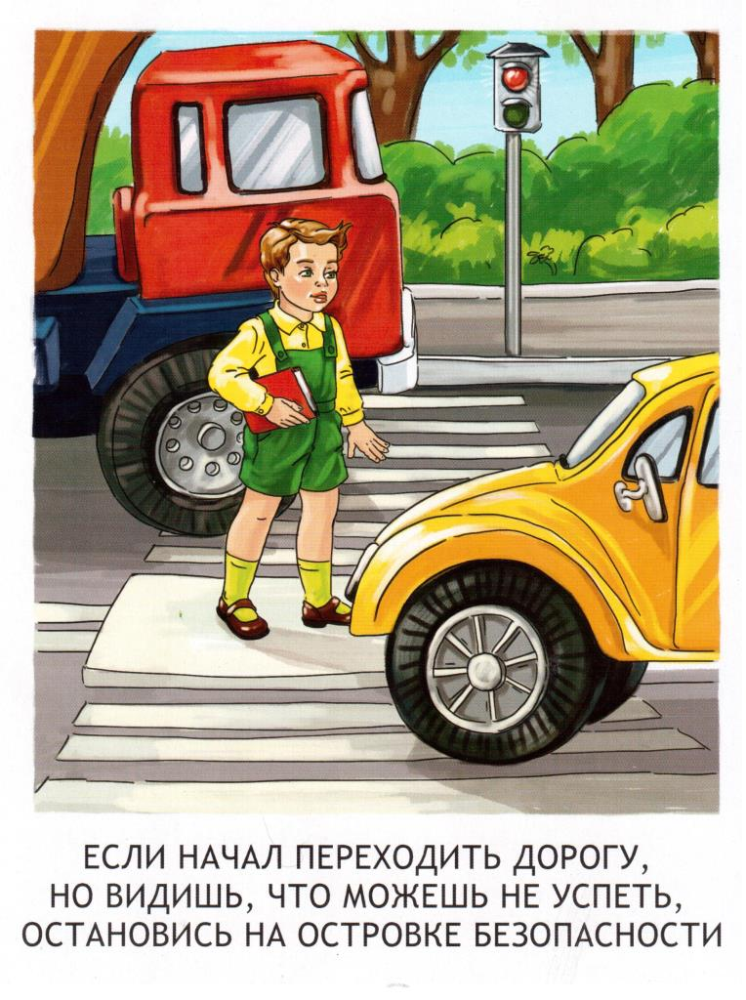 ЕСЛИ НАЧАЛ ПЕРЕХОДИТЬ ДОРОГУ,
НО ВИДИШЬ, ЧТО МОЖЕШЬ НЕ УСПЕТЬ,
ОСТАНОВИСЬ НА ОСТРОВКЕ БЕЗОПАСНОСТИ